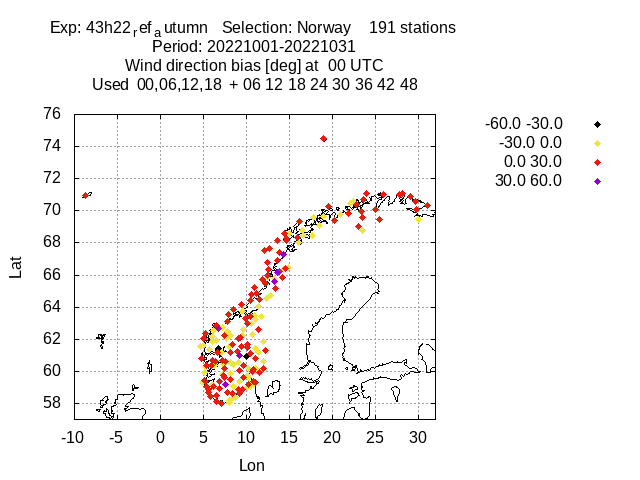 Exp: 43h22ref autumn Selection: Norway 191 stations
Period: 20221001-20221031
Wind direction bias [deg] at 00 UTC
Used 00,06,12,18 + 06 12 18 24 30 36 42 48
-60.0 -30.0
-30.0 0.0
0.0 30.0
30.0 60.0
76
74
72
70
68
66
64
62
60
58
Lat
-10 -5 0 5 10 15 20 25 30
Lon